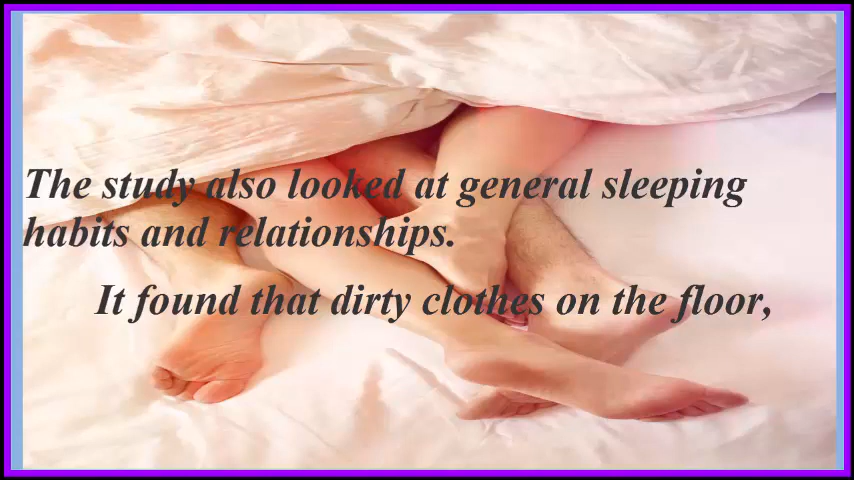 The study also looked at general sleeping
habits and relationships.
It found that dirty clothes on the floor,